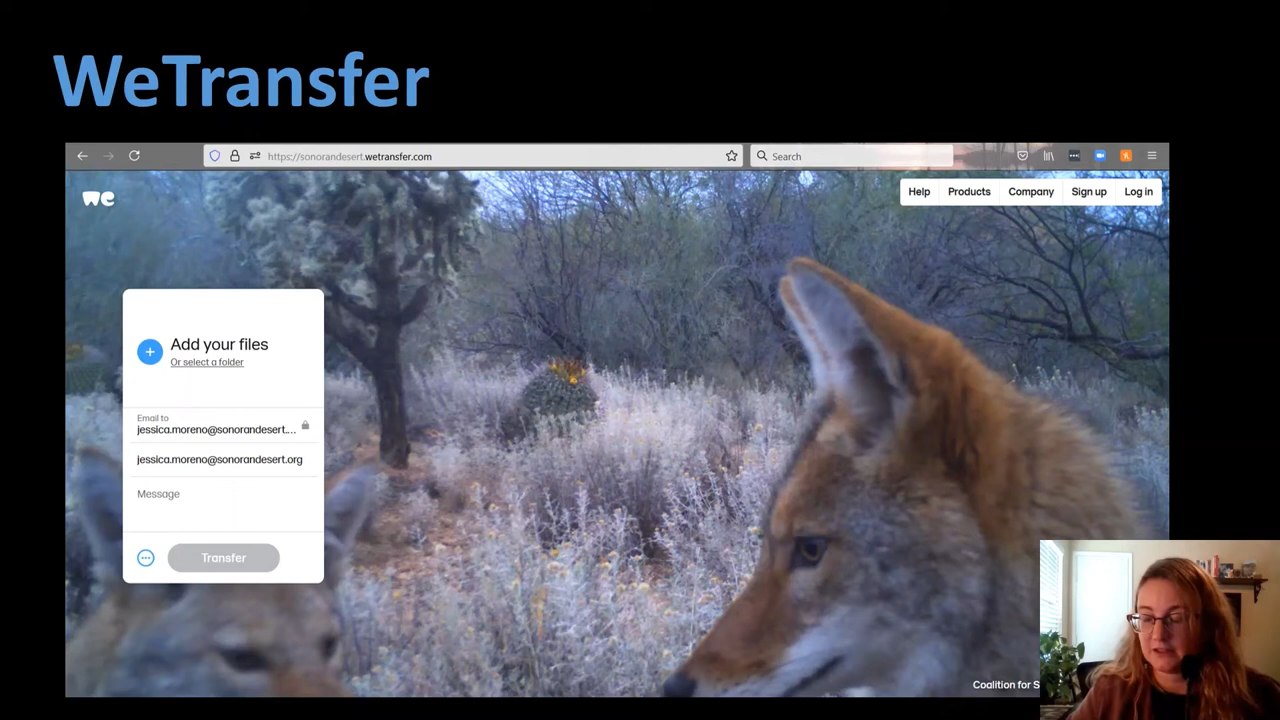 WeTransfer
https://sonorandesert.wetransfer.com
Search
we
Help Products Company Sign up Log in
Add your files
Or select a folder
Email to
jessica.moreno@sonorandesert....
jessica.moreno@sonorandesert.org
Message
Transfer
Coalition for S